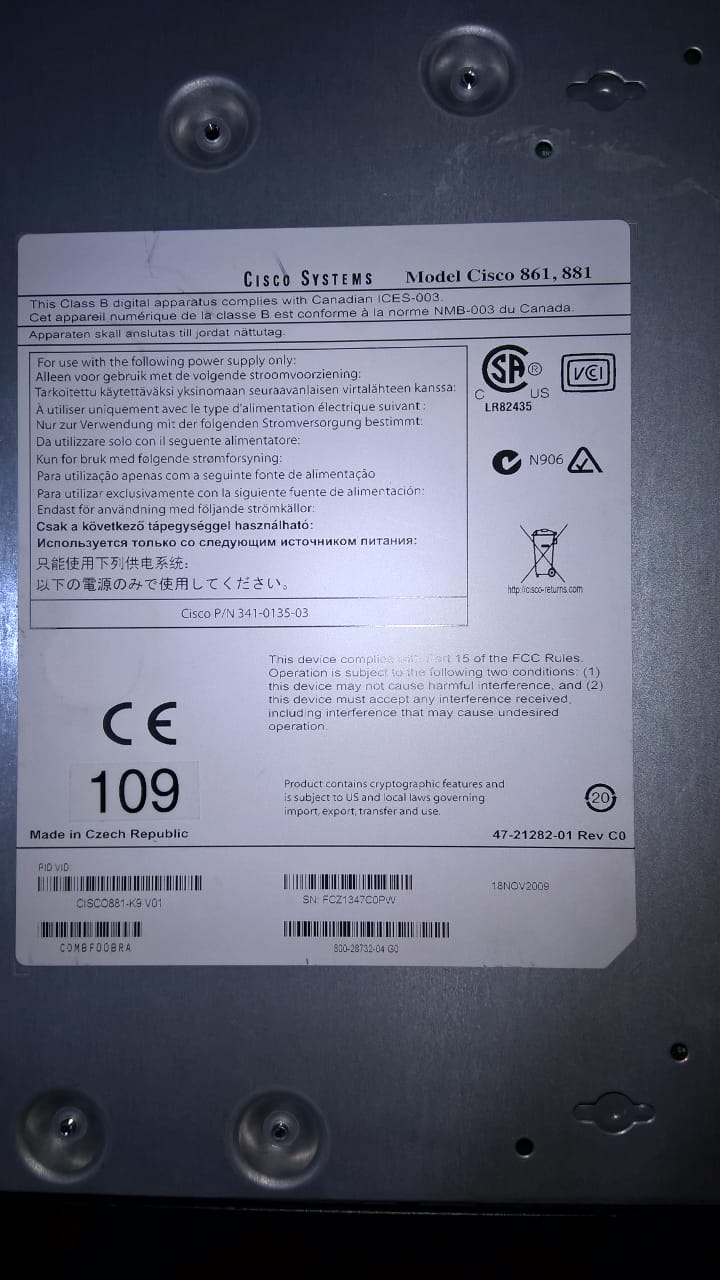 CISCO SYSTEMS Model Cisco 861, 881
This Class B digital apparatus complies with Canadian ICES-003.
Cet appareil numérique de la classe B est conforme à la norme NMB-003 du Canada.
Apparaten skall anslutas till jordat nättutag.
For use with the following power supply only:
Alleen voor gebruik met de volgende stroomvoorziening:
Tarkoitettu käytettäväksi yksinomaan seuraavanlaisen virtalähteen kanssa:
À utiliser uniquement avec le type d'alimentation électrique suivant :
Nur zur Verwendung mit der folgenden Stromversorgung bestimmt:
Da utilizzare solo con il seguente alimentatore:
Kun for bruk med følgende strømforsyning:
Para utilização apenas com a seguinte fonte de alimentação
Para utilizar exclusivamente con la siguiente fuente de alimentación:
Endast för användning med följande strömkällor:
Csak a következő tápegységgel használható:
Используется только со следующим источником питания:
只能使用下列供电系统:
以下の電源のみで使用してください。
Cisco P/N 341-0135-03
SA ®
C US
LR82435
VCI
N906
http://cisco-returns.com
This device complies with Part 15 of the FCC Rules.
Operation is subject to the following two conditions: (1)
this device may not cause harmful interference, and (2)
this device must accept any interference received,
including interference that may cause undesired
operation.
CE
109
Product contains cryptographic features and
is subject to US and local laws governing
import, export, transfer and use.
20
Made in Czech Republic
47-21282-01 Rev C0
PID VID:
CISCO881-K9 V01
SN: FCZ1347C0PW
18NOV2009
COMBF00BRA
800-28732-04 G0